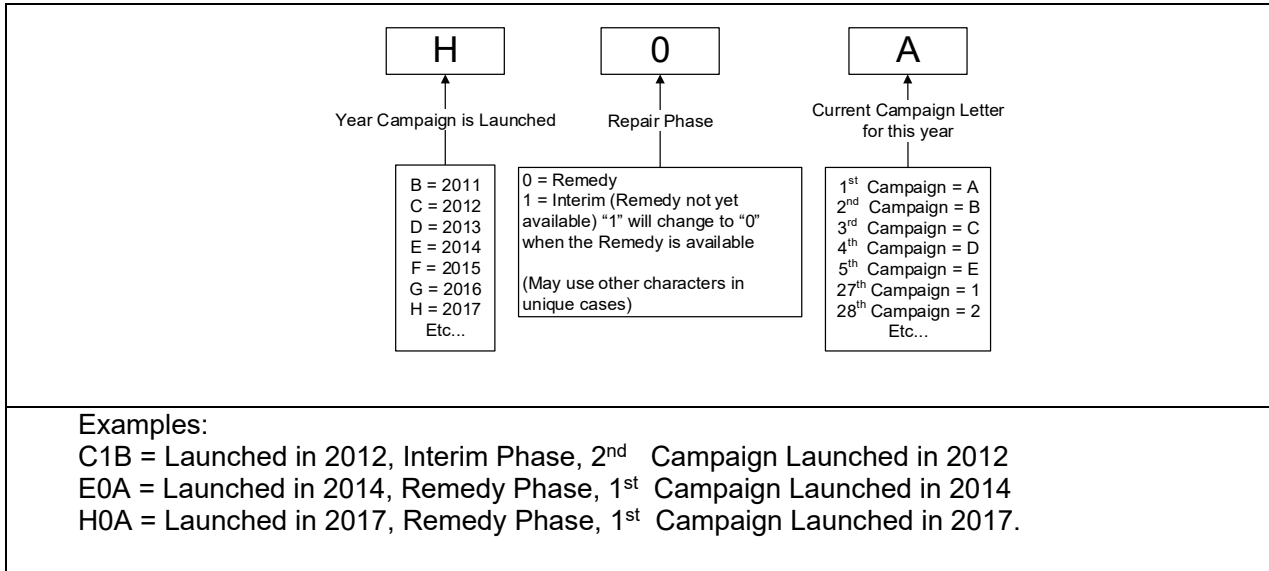 H 0 A
Year Campaign is Launched
Repair Phase
Current Campaign Letter
for this year
B = 2011
C = 2012
D = 2013
E = 2014
F = 2015
G = 2016
H = 2017
Etc...
0 = Remedy
1 = Interim (Remedy not yet
available) “1” will change to “0”
when the Remedy is available
(May use other characters in
unique cases)
1st Campaign = A
2nd Campaign = B
3rd Campaign = C
4th Campaign = D
5th Campaign = E
27th Campaign = 1
28th Campaign = 2
Etc...
Examples:
C1B = Launched in 2012, Interim Phase, 2nd Campaign Launched in 2012
E0A = Launched in 2014, Remedy Phase, 1st Campaign Launched in 2014
H0A = Launched in 2017, Remedy Phase, 1st Campaign Launched in 2017.